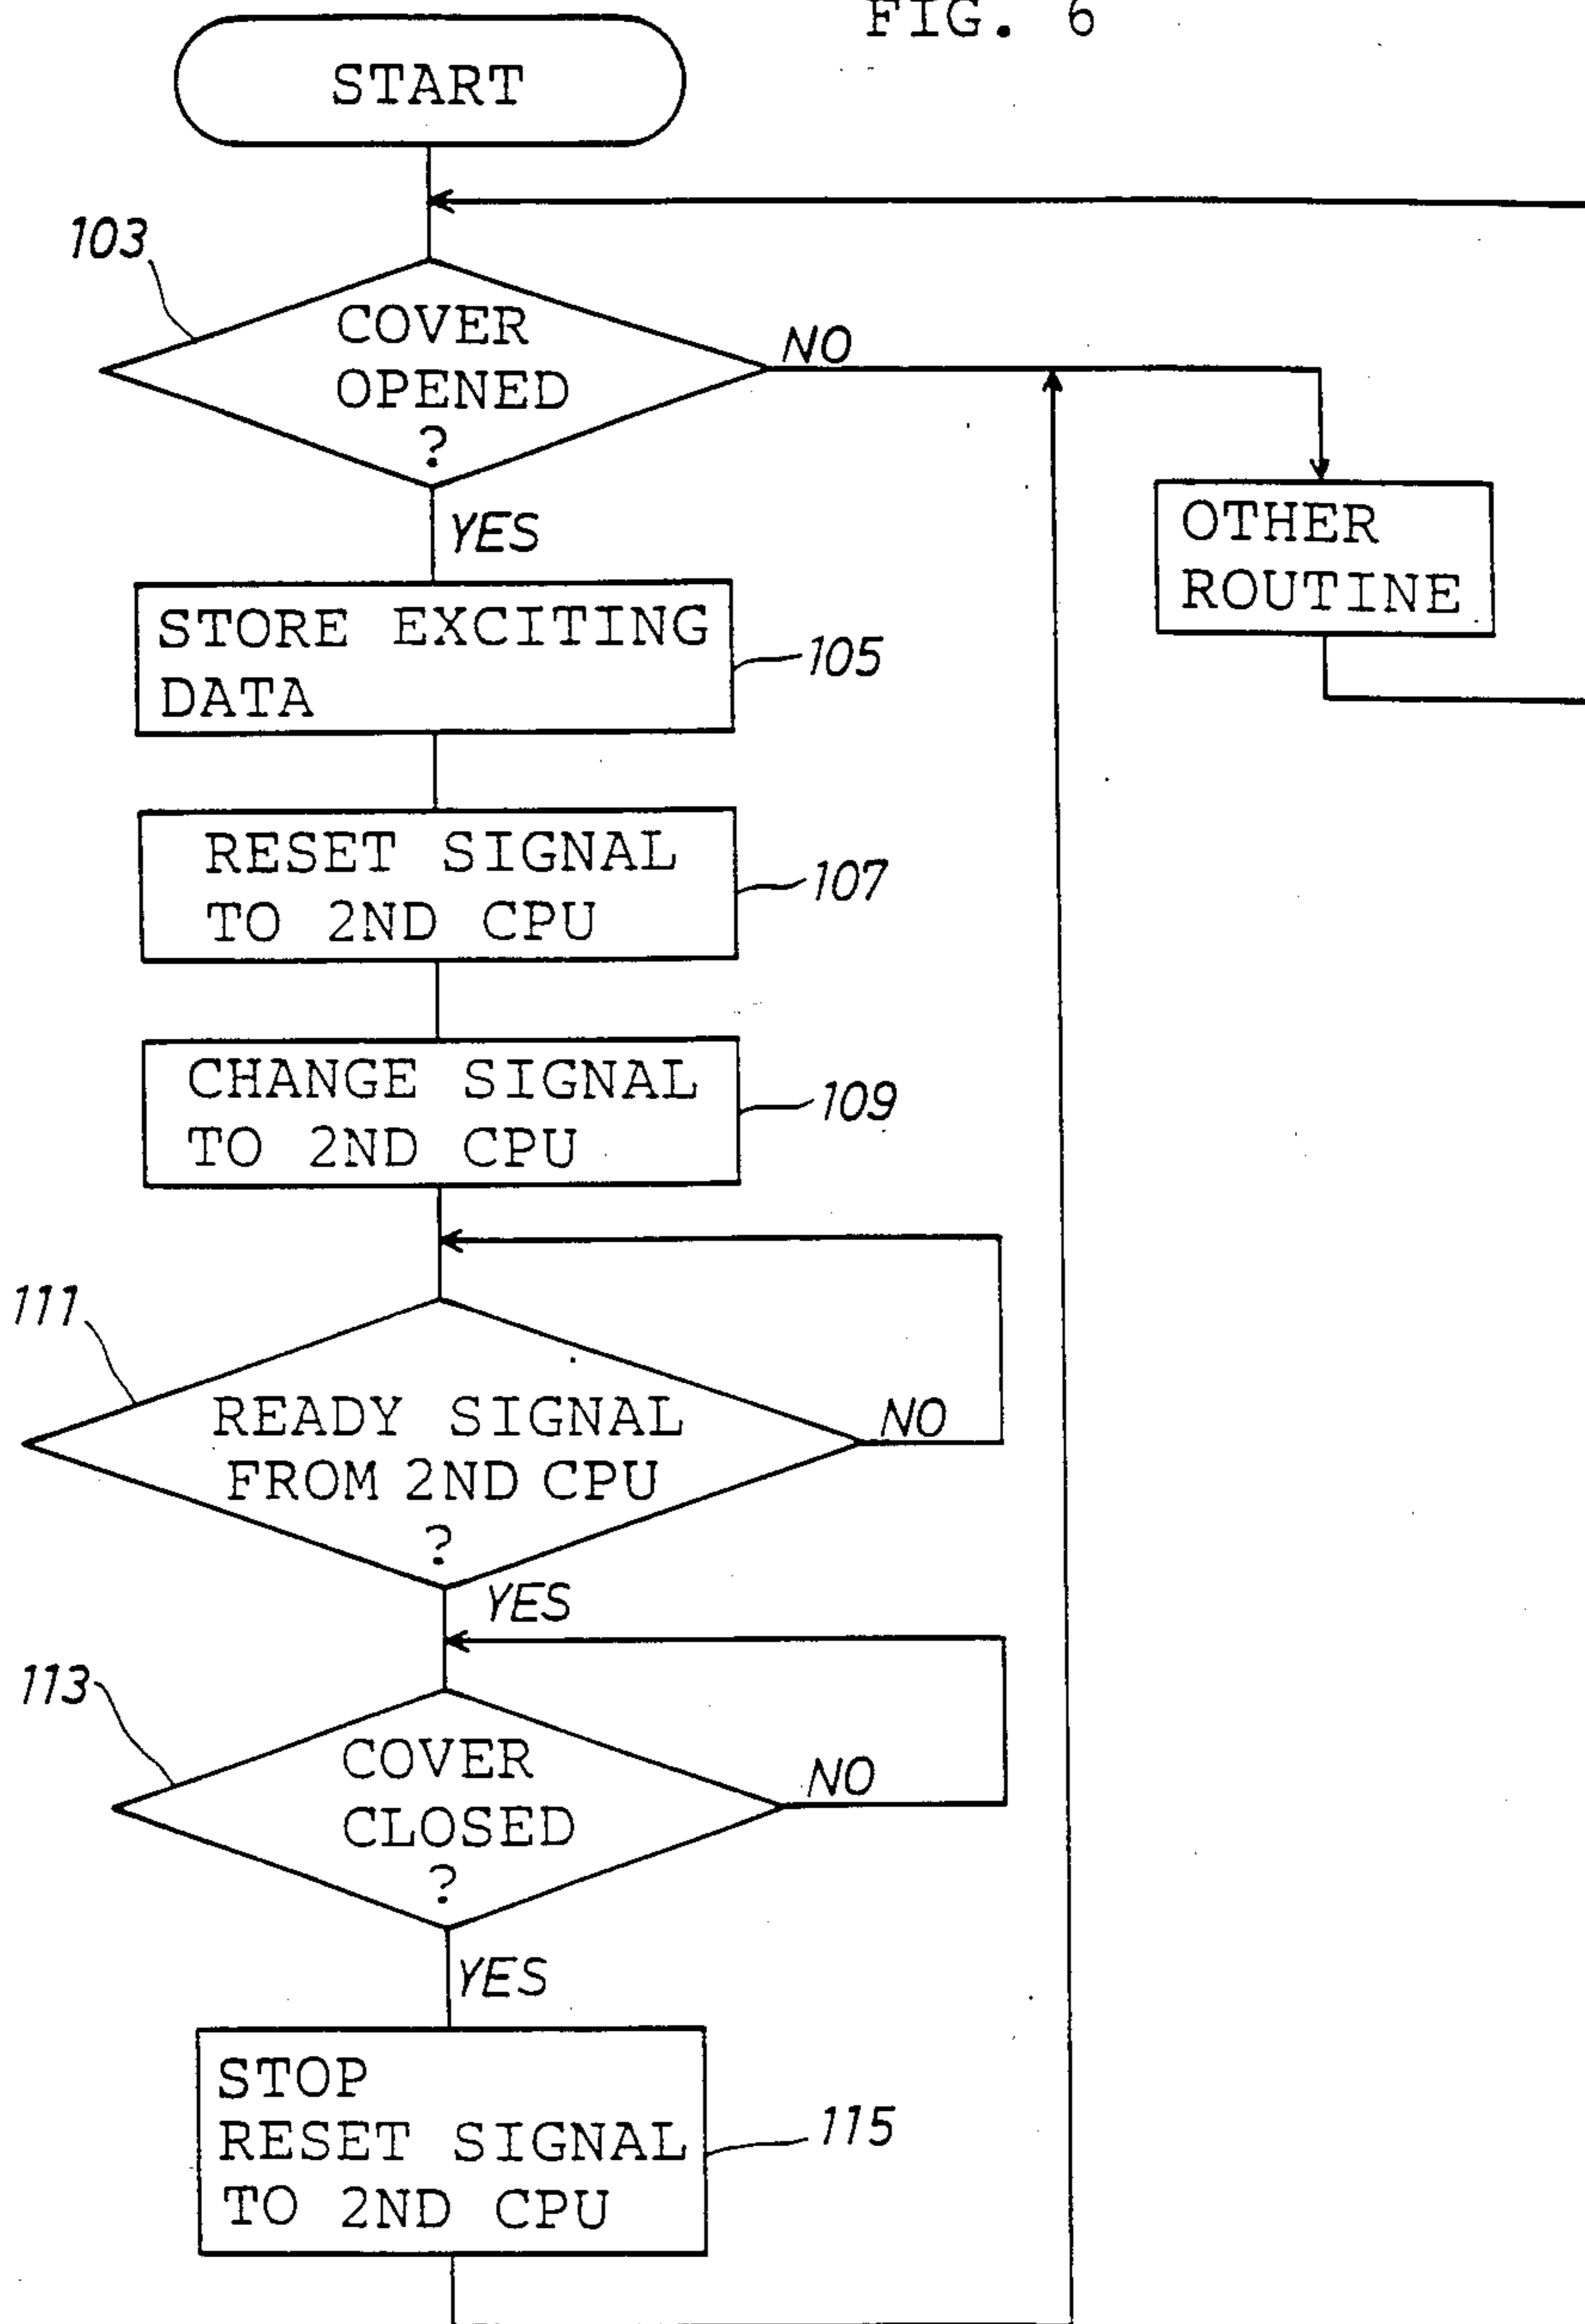 FIG. 6
START
103
COVER
OPENED
?
NO
YES
OTHER
ROUTINE
STORE EXCITING
DATA
105
RESET SIGNAL
TO 2ND CPU
107
CHANGE SIGNAL
TO 2ND CPU
109
111
READY SIGNAL
FROM 2ND CPU
?
NO
YES
113
COVER
CLOSED
?
NO
YES
STOP
RESET SIGNAL
TO 2ND CPU
115